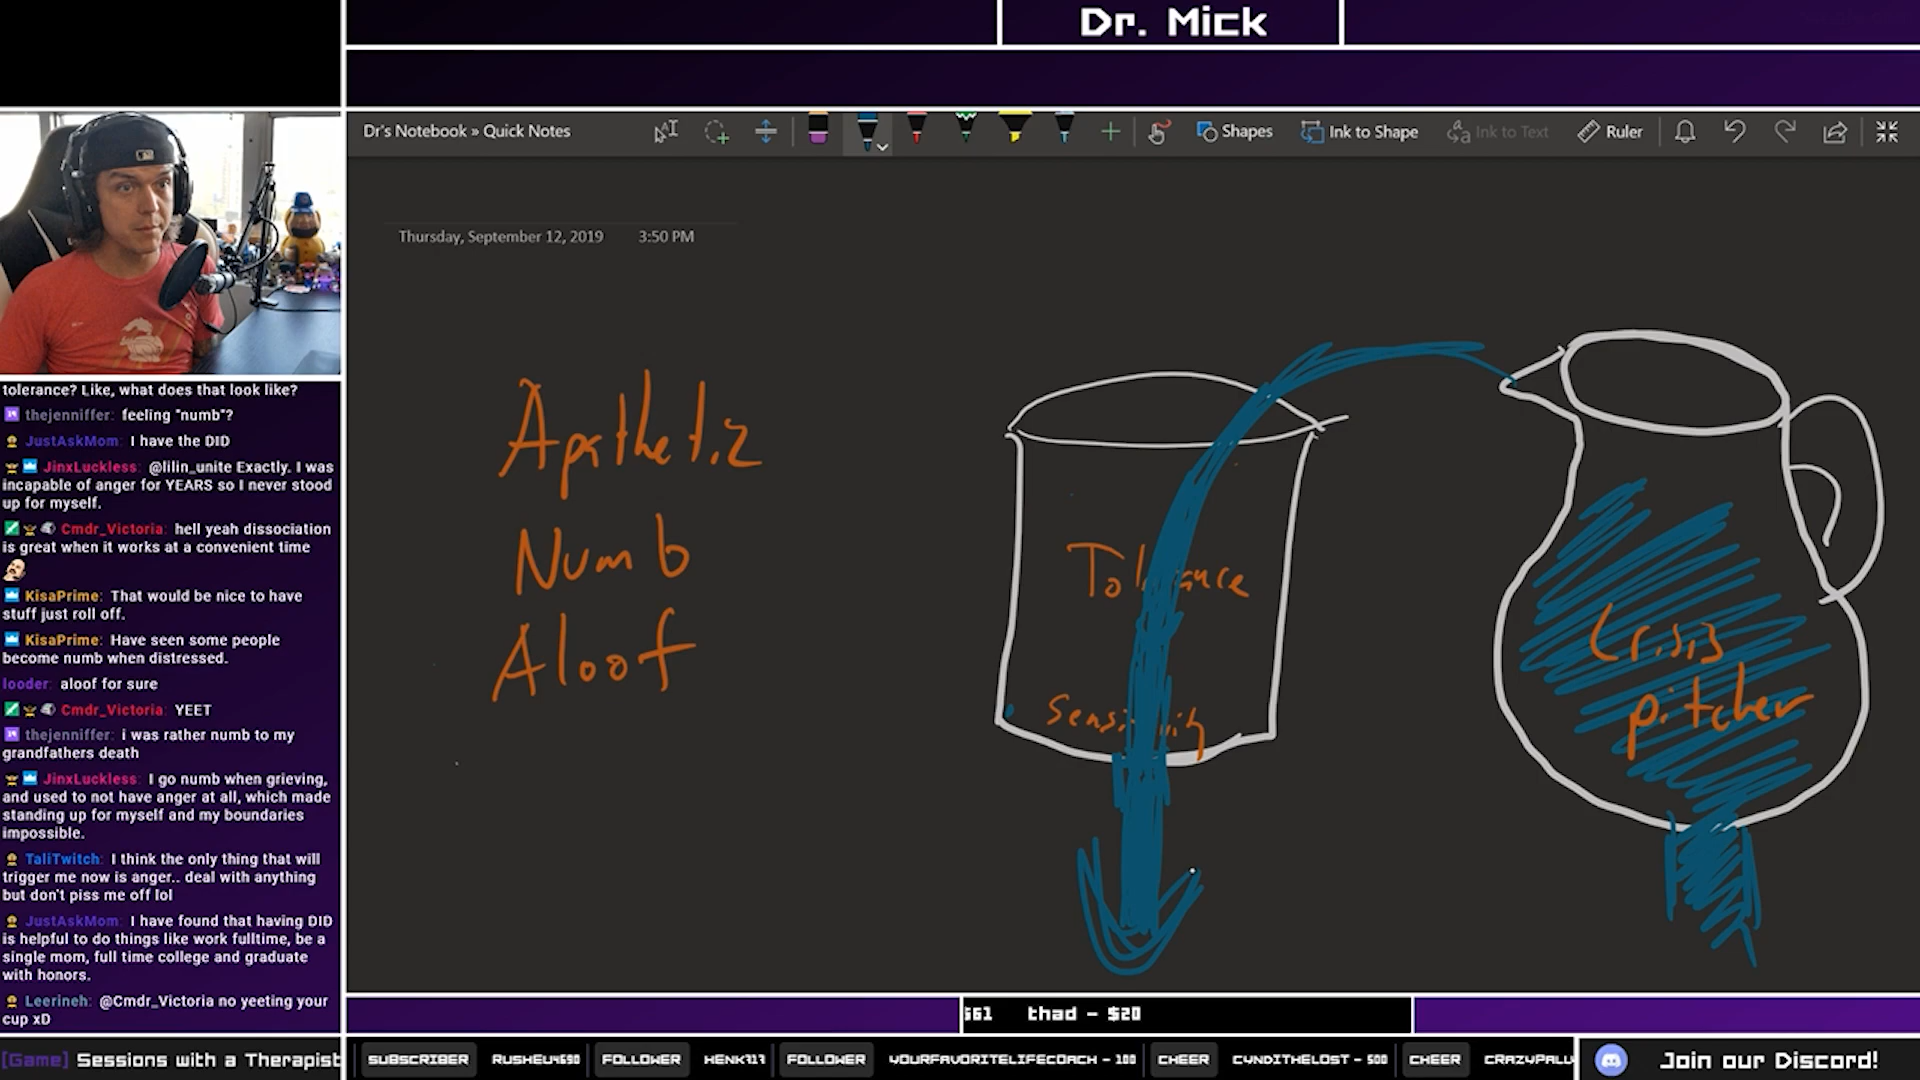 Dr. Mick
Dr's Notebook » Quick Notes
Shapes
Ink to Shape
Ink to Text
Ruler
Thursday, September 12, 2019 3:50 PM
Apathetic
Numb
Aloof
Tolerance
Sensitivity
Crisis
pitcher
tolerance? Like, what does that look like?
thejenniffer: feeling "numb"?
JustAskMom: I have the DID
JinxLuckless: @lilin_unite Exactly. I was
incapable of anger for YEARS so I never stood
up for myself.
Cmdr_Victoria: hell yeah dissociation
is great when it works at a convenient time
KisaPrime: That would be nice to have
stuff just roll off.
KisaPrime: Have seen some people
become numb when distressed.
looder: aloof for sure
Cmdr_Victoria: YEET
thejenniffer: i was rather numb to my
grandfathers death
JinxLuckless: I go numb when grieving,
and used to not have anger at all, which made
standing up for myself and my boundaries
impossible.
TaliTwitch: I think the only thing that will
trigger me now is anger.. deal with anything
but don't piss me off lol
JustAskMom: I have found that having DID
is helpful to do things like work fulltime, be a
single mom, full time college and graduate
with honors.
Leerineh: @Cmdr_Victoria no yeeting your
cup xD
thad - $20
[Game] Sessions with a Therapist
SUBSCRIBER RUSHEU4690 FOLLOWER HENK717 FOLLOWER YOURFAVORITELIFECOACH - 100 CHEER CYNDITHELOST - 500 CHEER
Join our Discord!